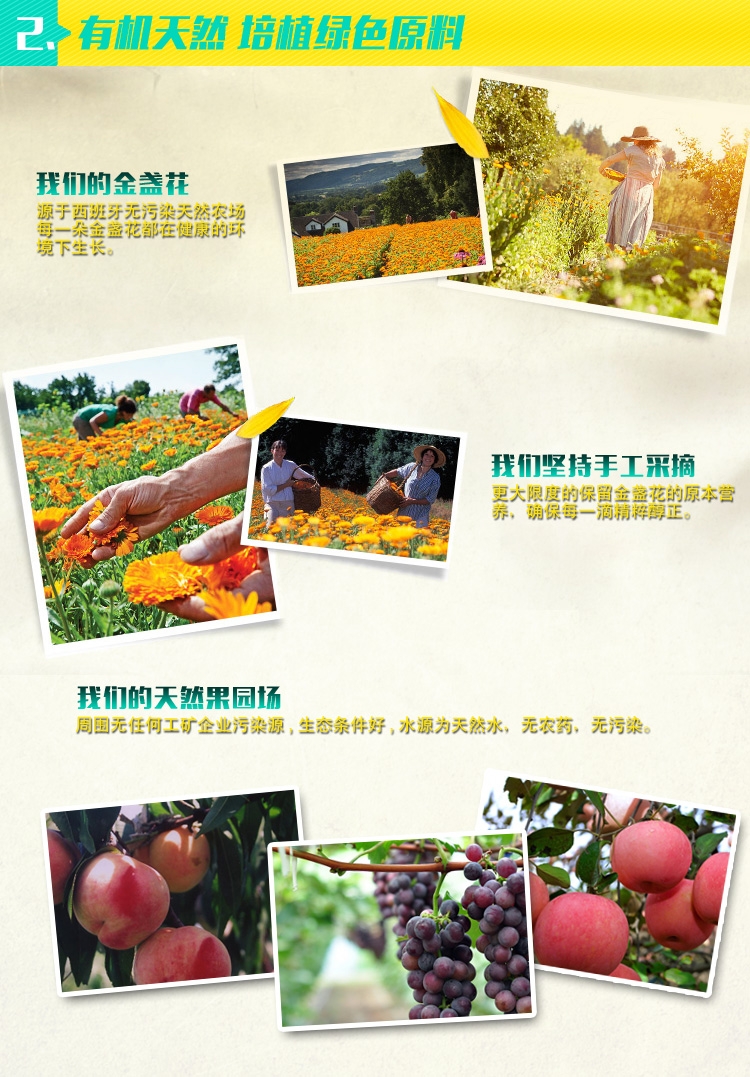 2、有机天然 培植绿色原料
我们的金盏花
源于西班牙无污染天然农场
每一朵金盏花都在健康的环
境下生长。
我们坚持手工采摘
更大限度的保留金盏花的原本营
养、确保每一滴精粹醇正。
我们的天然果园场
周围无任何工矿企业污染源，生态条件好，水源为天然水、无农药、无污染。